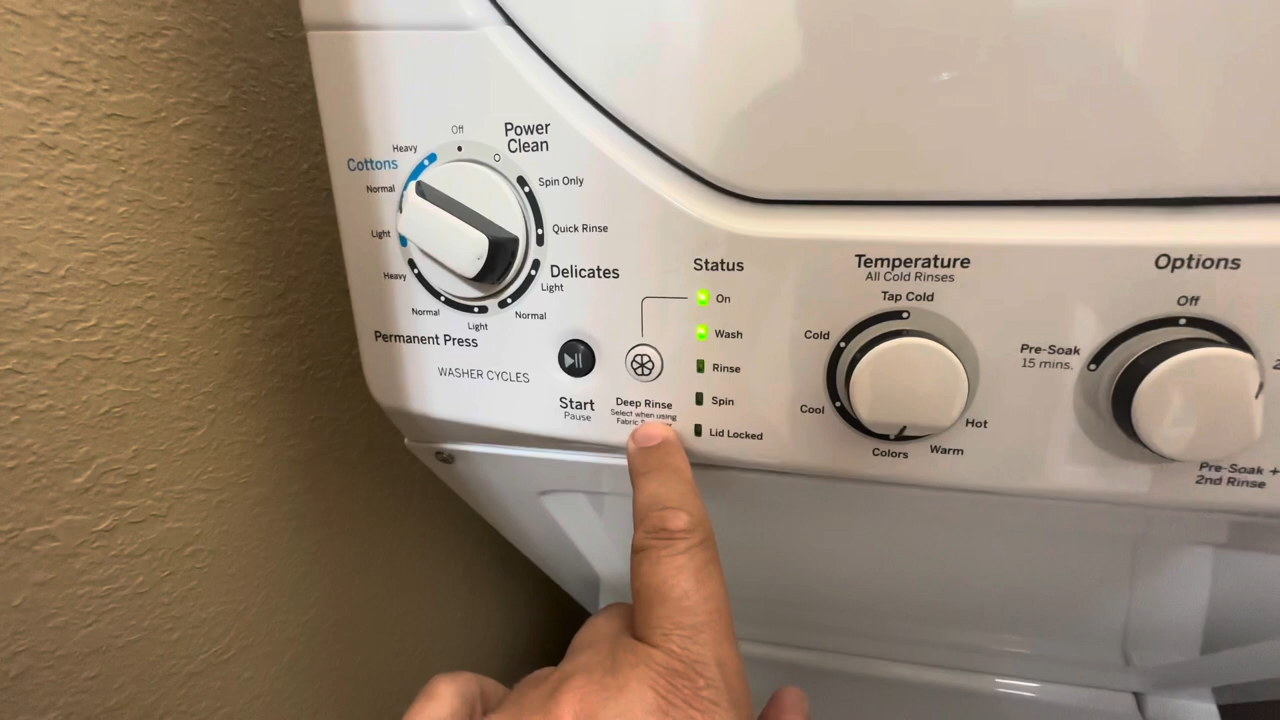 Off
Power
Clean
Heavy
Cottons
Normal
Light
Spin Only
Quick Rinse
Delicates
Light
Normal
Heavy
Normal
Light
Permanent Press
WASHER CYCLES
Start
Pause
Deep Rinse
Select when using
Fabric
Status
On
Wash
Rinse
Spin
Lid Locked
Temperature
All Cold Rinses
Tap Cold
Cold
Cool
Colors
Warm
Hot
Options
Off
Pre-Soak
15 mins.
2
Pre-Soak +
2nd Rinse